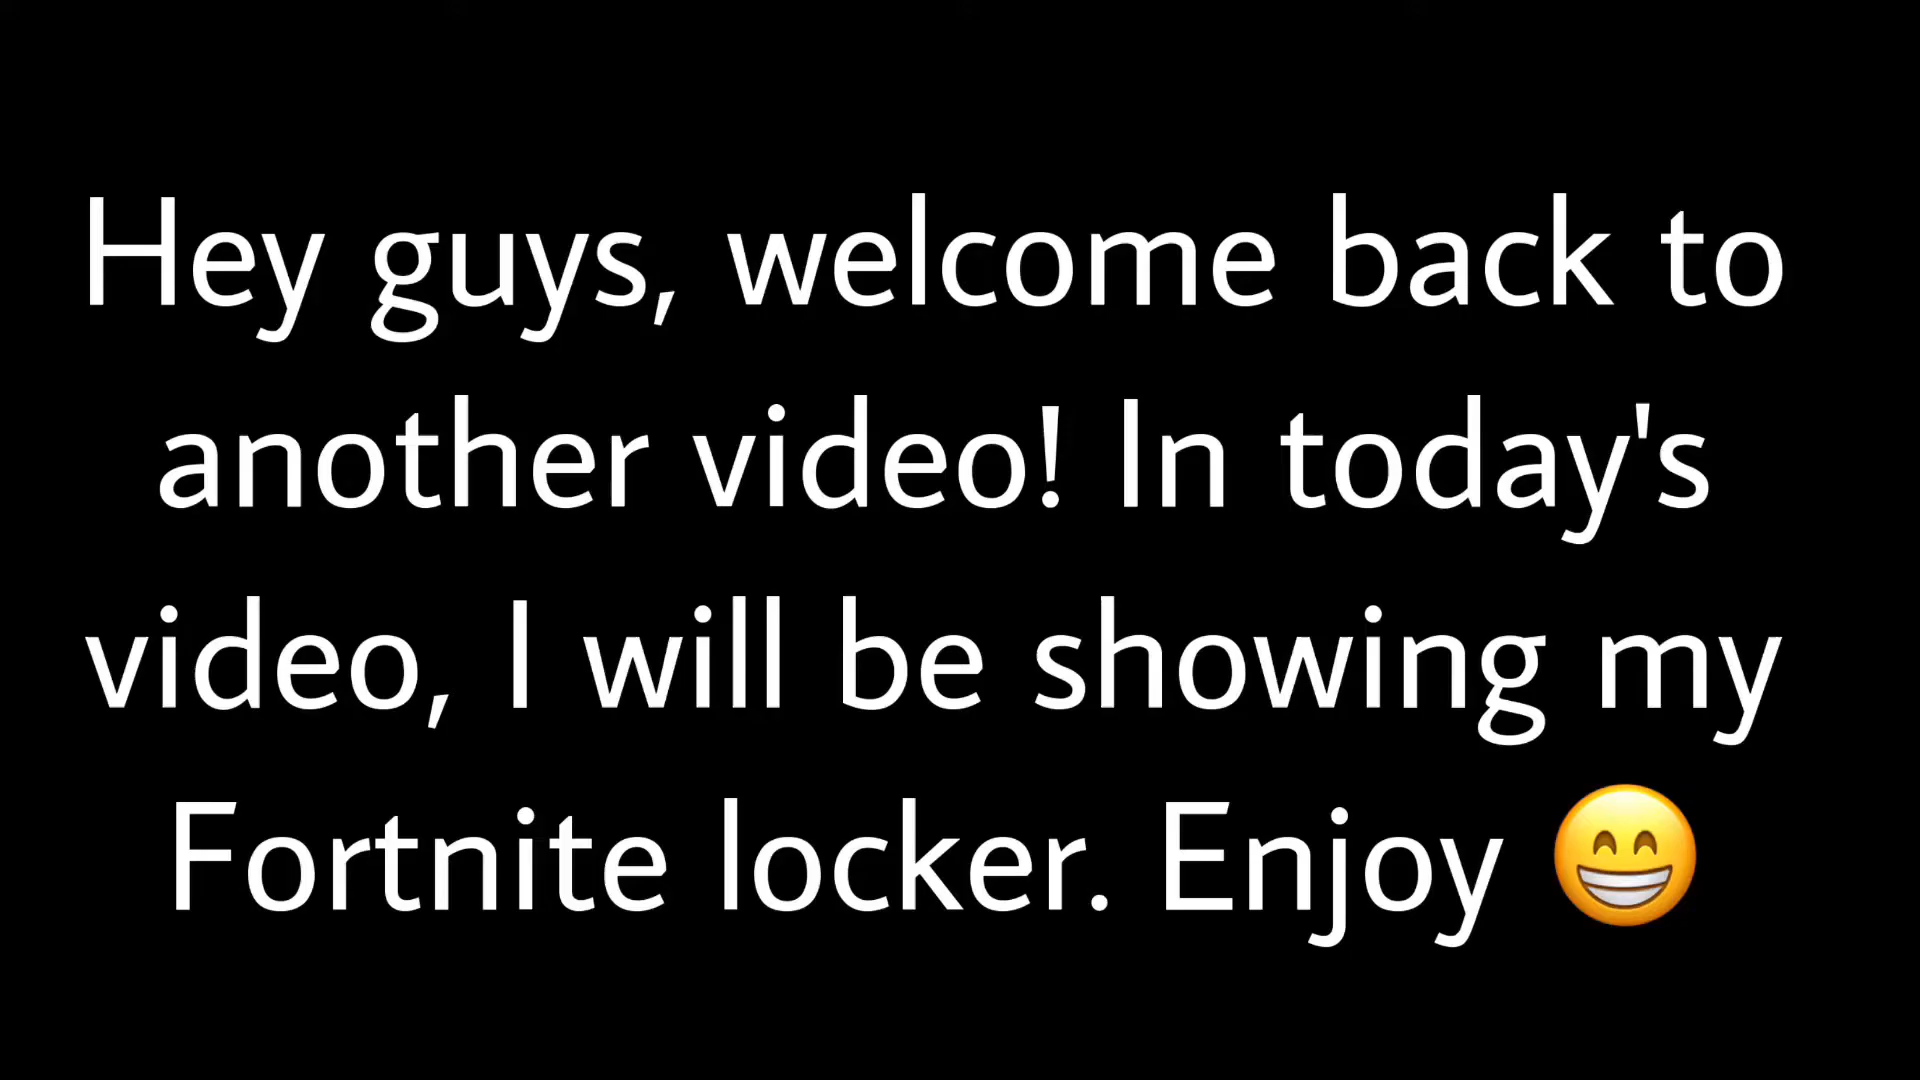 Hey guys, welcome back to
another video! In today's
video, I will be showing my
Fortnite locker. Enjoy 😁